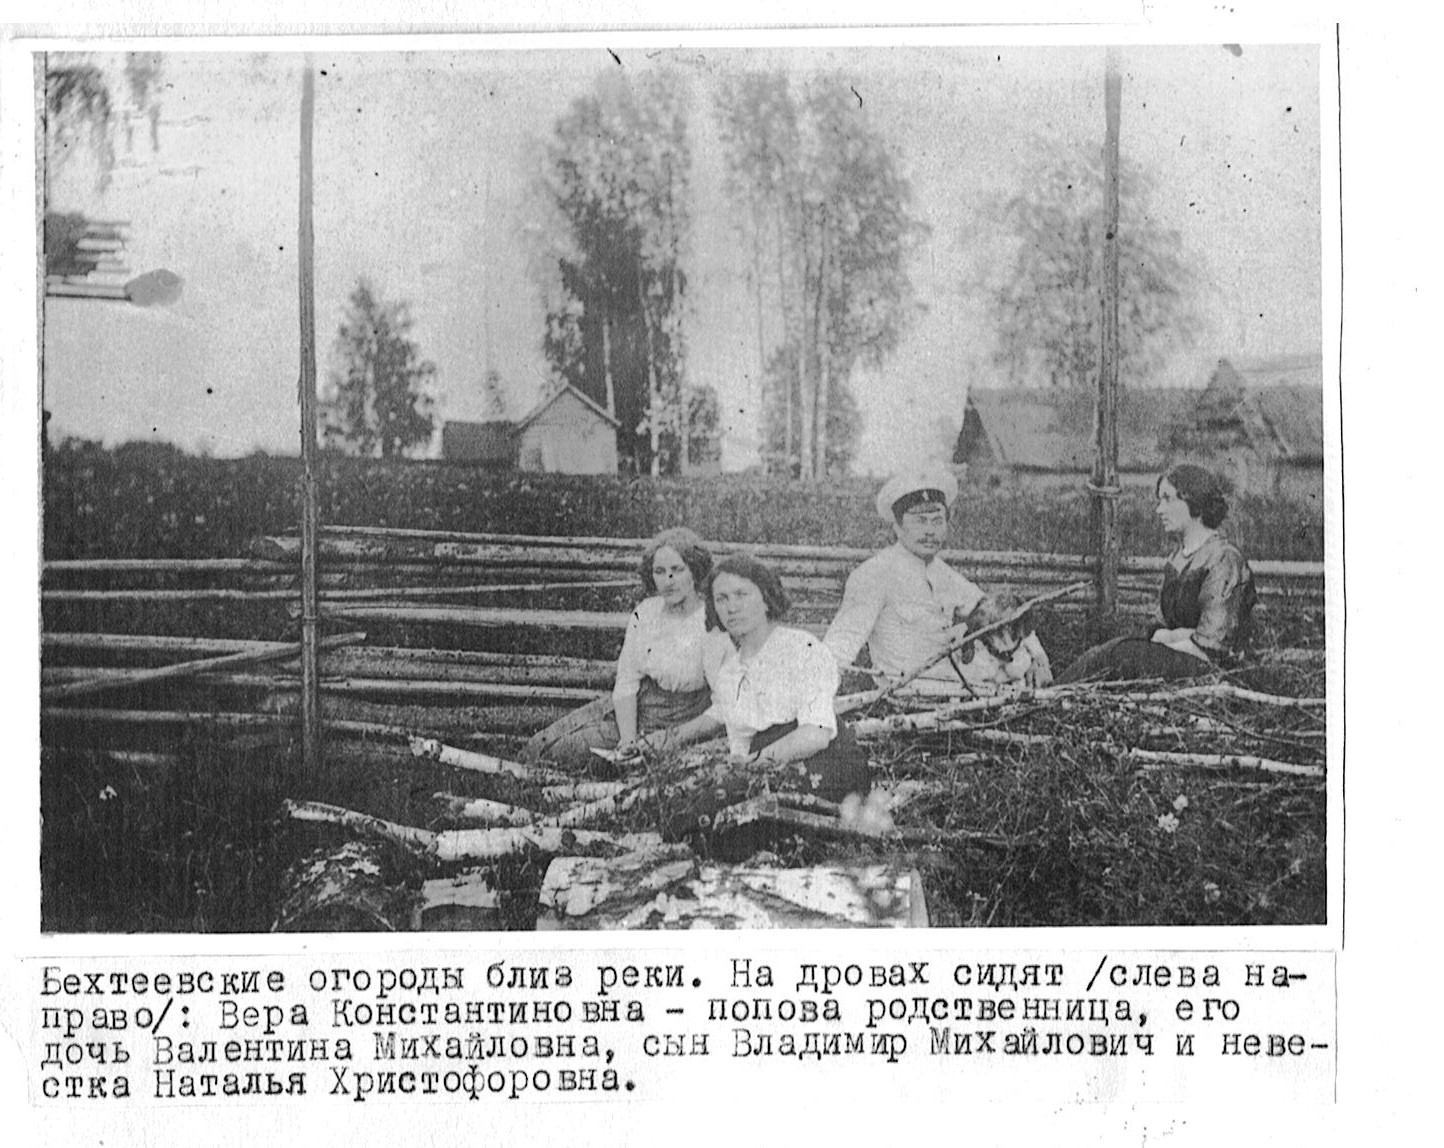 Бехтеевские огороды близ реки. На дровах сидят /слева на-
право/: Вера Константиновна - попова родственница, его
дочь Валентина Михайловна, сын Владимир Михайлович и неве-
стка Наталья Христофоровна.